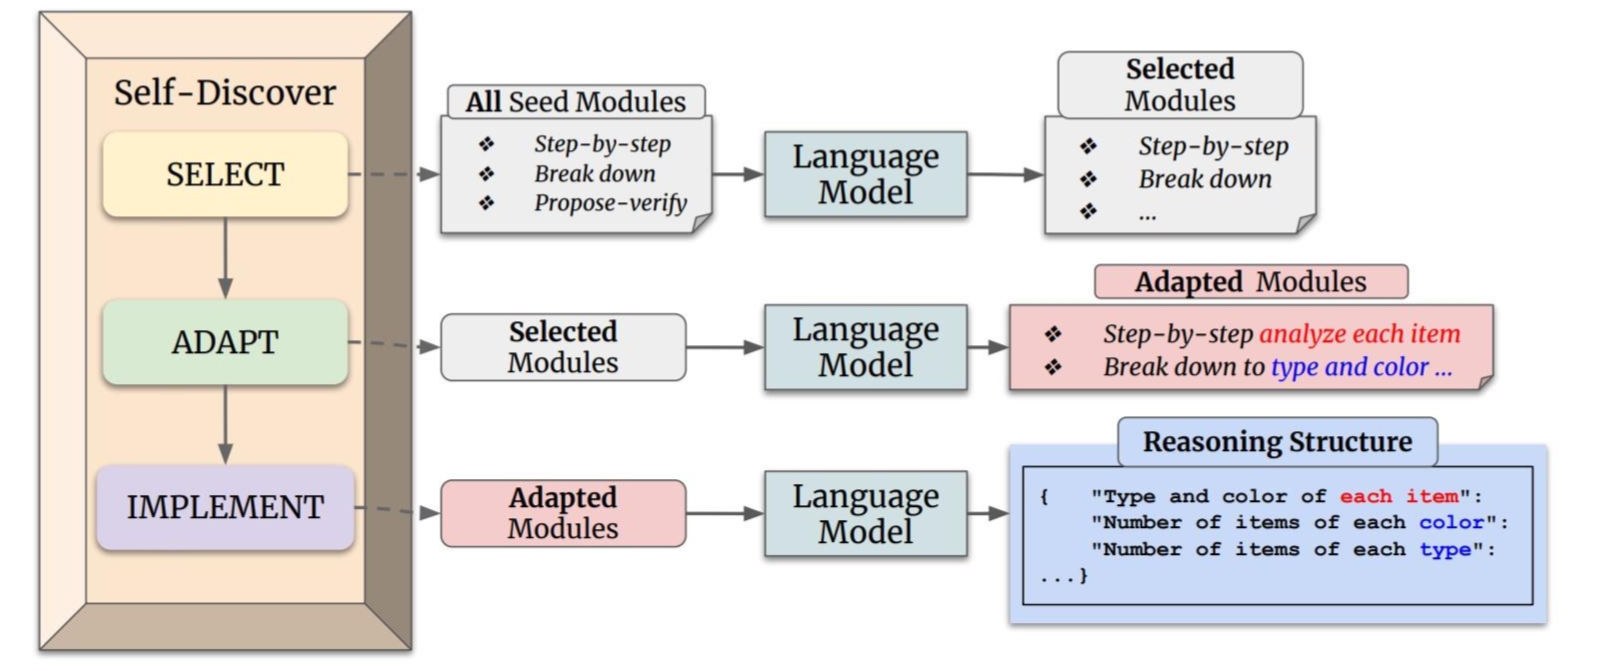 Self-Discover
SELECT
All Seed Modules
❖ Step-by-step
❖ Break down
❖ Propose-verify
Language
Model
Selected
Modules
❖ Step-by-step
❖ Break down
❖ ...
ADAPT
Selected
Modules
Language
Model
Adapted Modules
❖ Step-by-step analyze each item
❖ Break down to type and color ...
IMPLEMENT
Adapted
Modules
Language
Model
Reasoning Structure
{ "Type and color of each item":
"Number of items of each color":
"Number of items of each type":
...}